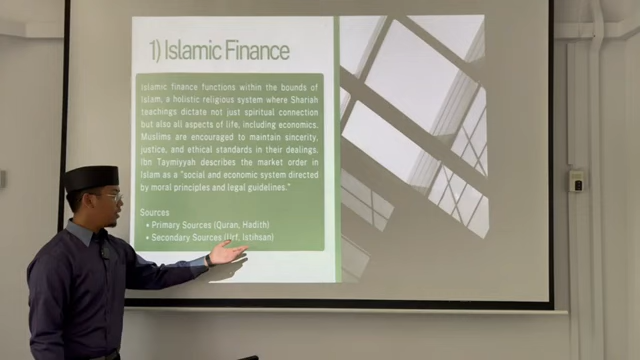 1) Islamic Finance
Islamic finance functions within the bounds of
Islam, a holistic religious system where Shariah
teachings dictate not just spiritual connection
but also all aspects of life, including economics.
Muslims are encouraged to maintain sincerity,
justice, and ethical standards in their dealings.
Ibn Taymiyyah describes the market order in
Islam as a "social and economic system directed
by moral principles and legal guidelines."
Sources
• Primary Sources (Quran, Hadith)
• Secondary Sources (Urf, Istihsan)